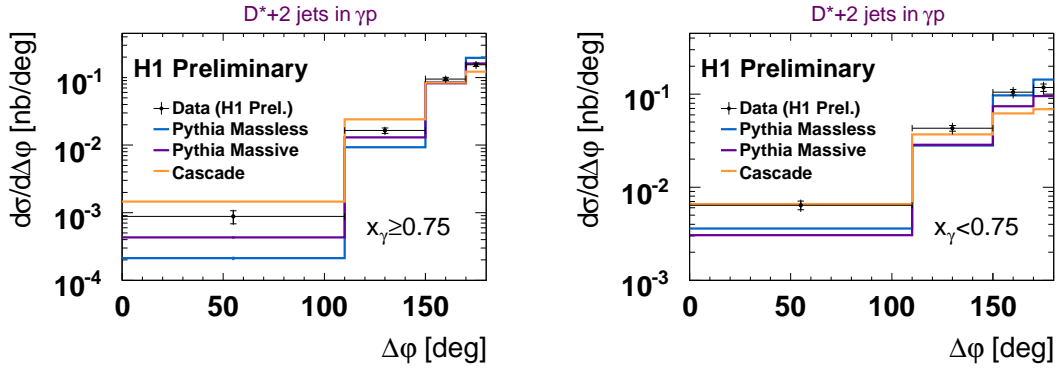 D*+2 jets in γp
dσ/dΔφ [nb/deg]
10⁻¹
10⁻²
10⁻³
10⁻⁴
H1 Preliminary
Data (H1 Prel.)
Pythia Massless
Pythia Massive
Cascade
xγ≥0.75
0 50 100 150
Δφ [deg]
D*+2 jets in γp
dσ/dΔφ [nb/deg]
10⁻¹
10⁻²
10⁻³
H1 Preliminary
Data (H1 Prel.)
Pythia Massless
Pythia Massive
Cascade
xγ<0.75
0 50 100 150
Δφ [deg]